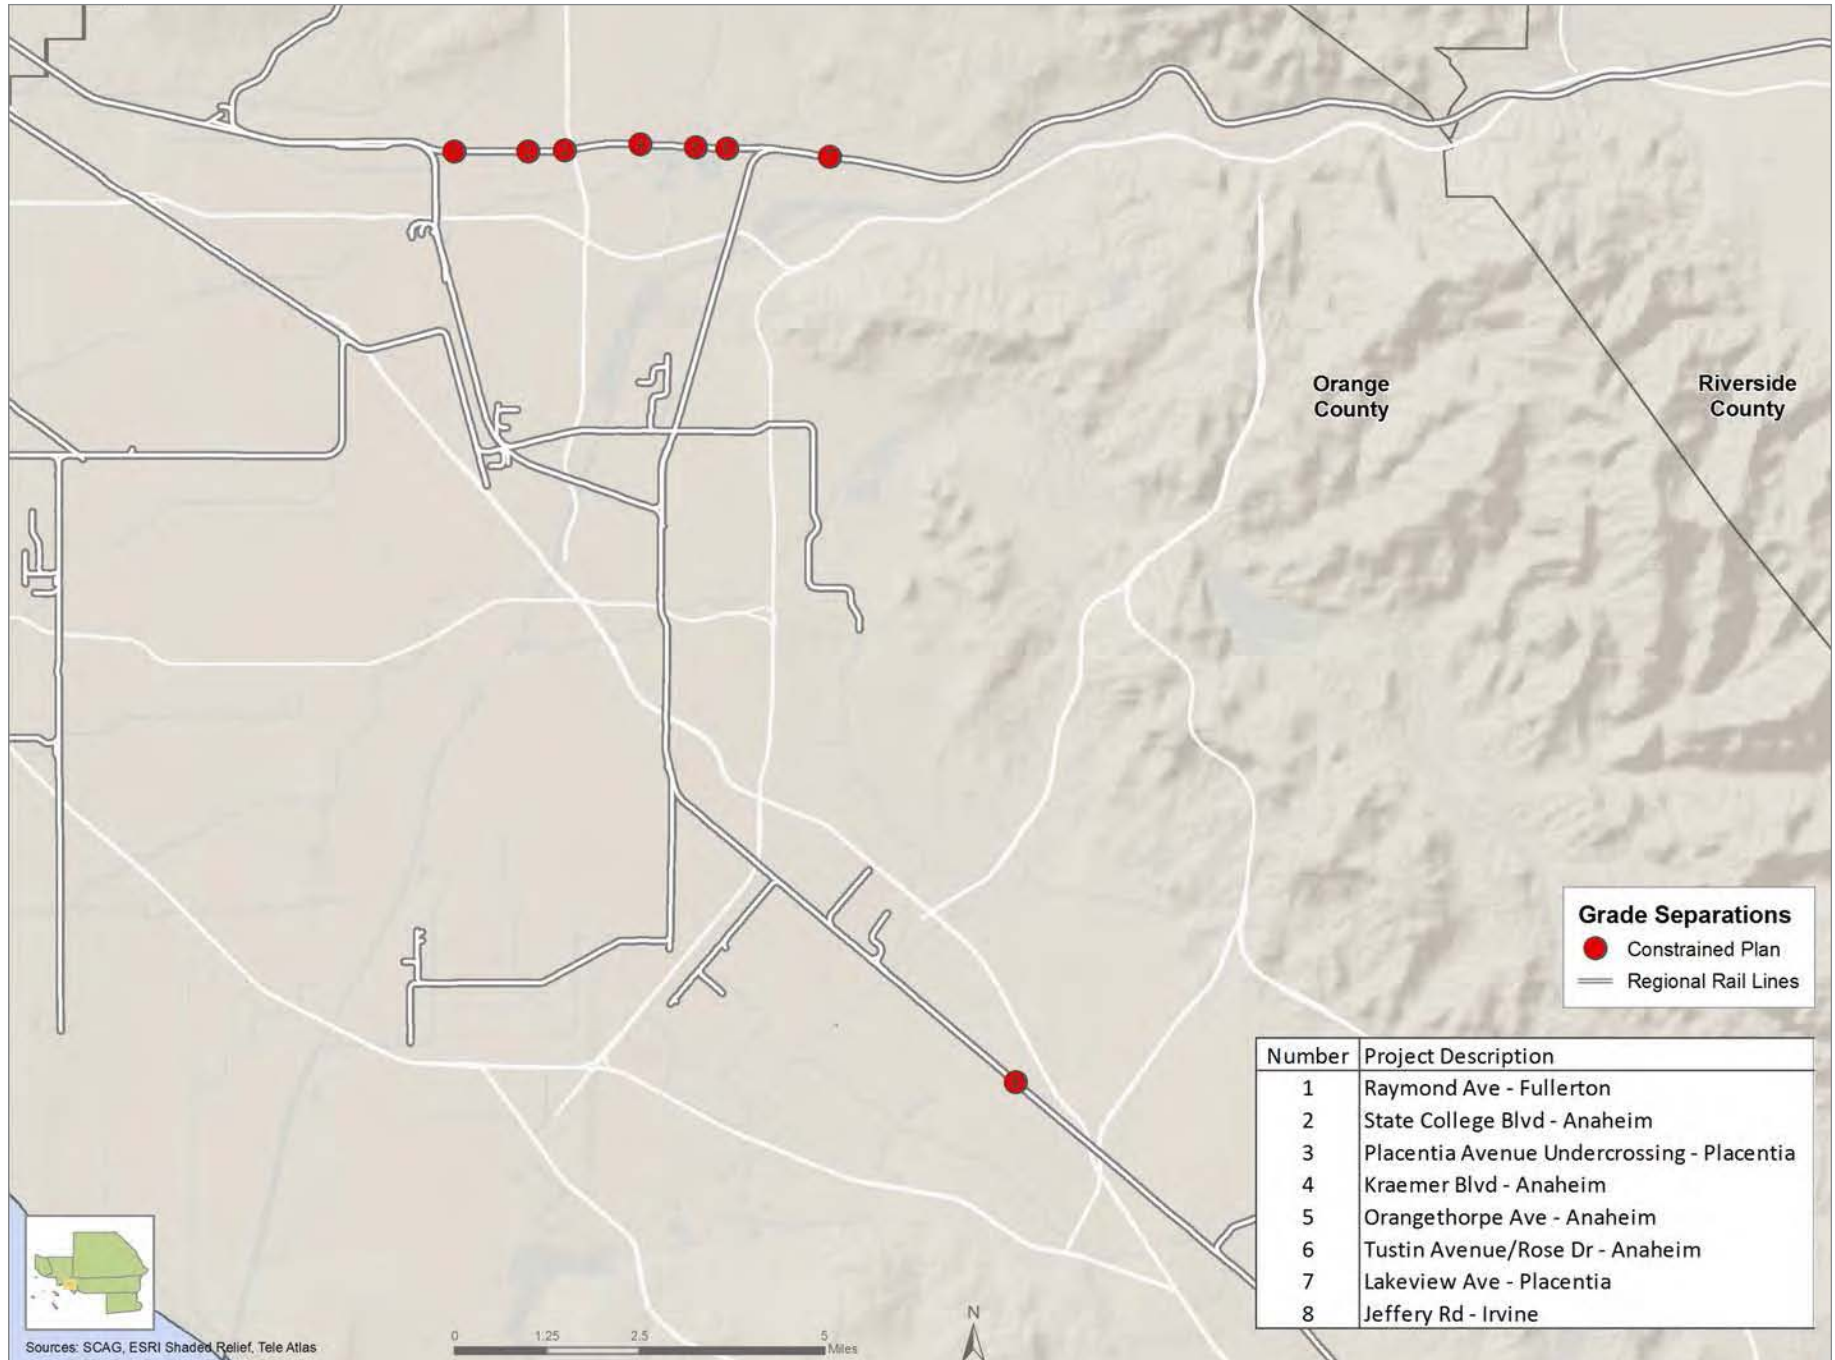 Orange
County
Riverside
County
Grade Separations
Constrained Plan
Regional Rail Lines
Number Project Description
1 Raymond Ave - Fullerton
2 State College Blvd - Anaheim
3 Placentia Avenue Undercrossing - Placentia
4 Kraemer Blvd - Anaheim
5 Orangethorpe Ave - Anaheim
6 Tustin Avenue/Rose Dr - Anaheim
7 Lakeview Ave - Placentia
8 Jeffery Rd - Irvine
Sources: SCAG, ESRI Shaded Relief, Tele Atlas
0 1.25 2.5 5
Miles
N